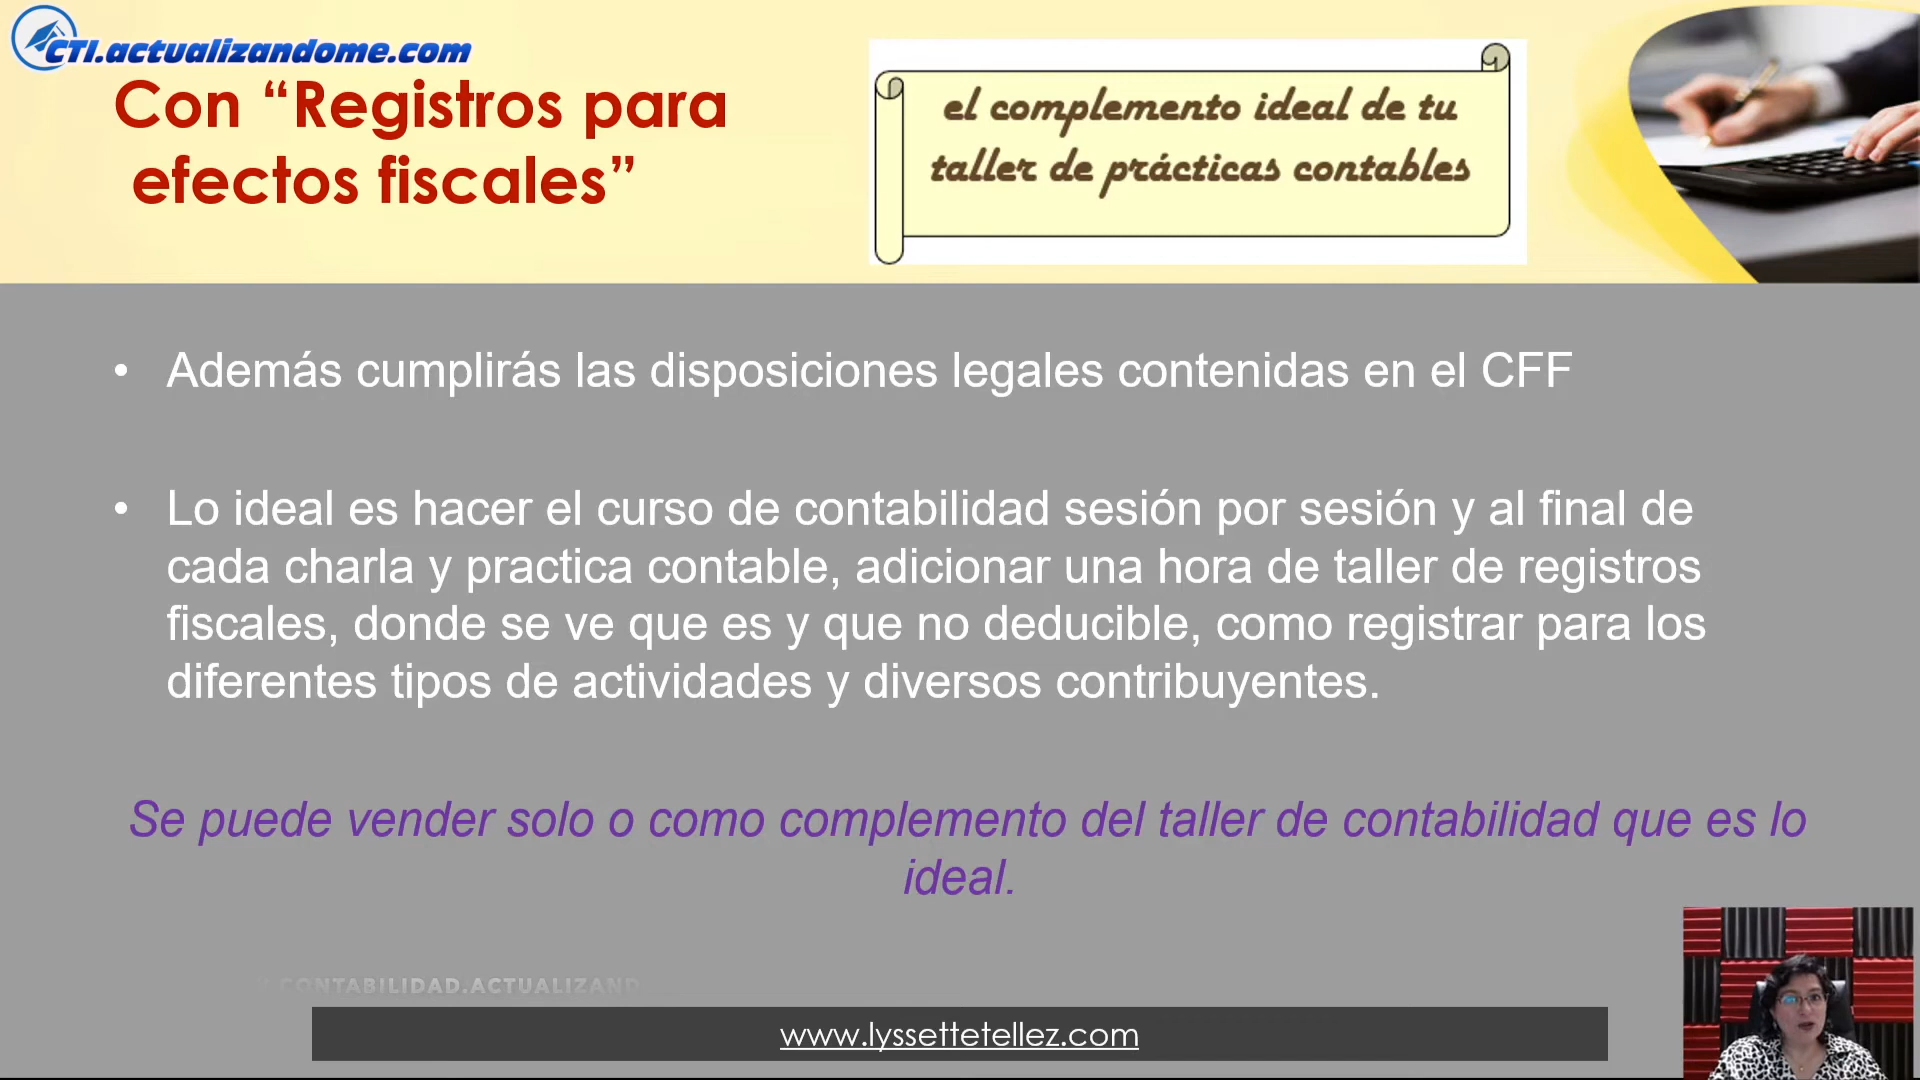 CTI.actualizandome.com
Con “Registros para
efectos fiscales”
el complemento ideal de tu
taller de prácticas contables
• Además cumplirás las disposiciones legales contenidas en el CFF
• Lo ideal es hacer el curso de contabilidad sesión por sesión y al final de
cada charla y practica contable, adicionar una hora de taller de registros
fiscales, donde se ve que es y que no deducible, como registrar para los
diferentes tipos de actividades y diversos contribuyentes.
Se puede vender solo o como complemento del taller de contabilidad que es lo
ideal.
CONTABILIDAD.ACTUALIZAND
www.lyssettetellez.com